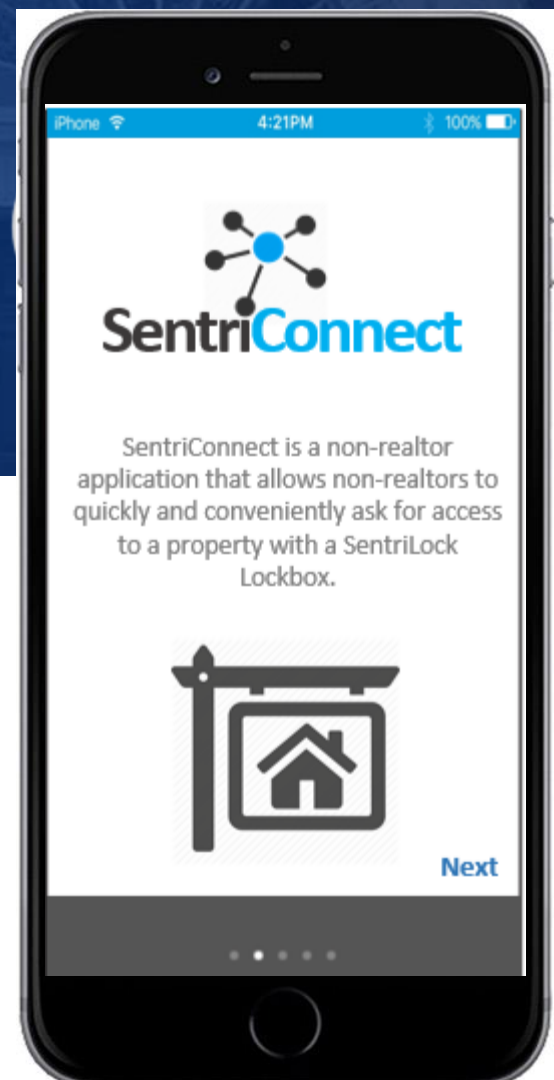 iPhone 4:21PM 100%
SentriConnect
SentriConnect is a non-realtor
application that allows non-realtors to
quickly and conveniently ask for access
to a property with a SentriLock
Lockbox.
Next